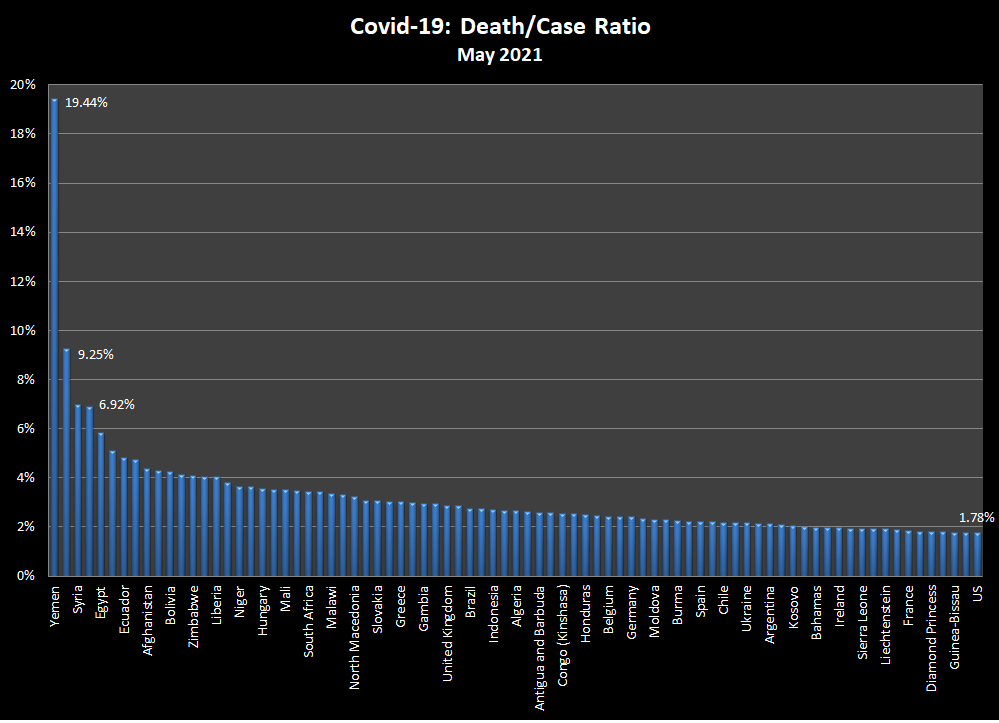 Covid-19: Death/Case Ratio
May 2021
20%
19.44%
18%
16%
14%
12%
10%
9.25%
8%
6.92%
6%
4%
2%
1.78%
0%
Yemen
Syria
Egypt
Ecuador
Afghanistan
Bolivia
Zimbabwe
Liberia
Niger
Hungary
Mali
South Africa
Malawi
North Macedonia
Slovakia
Greece
Gambia
United Kingdom
Brazil
Indonesia
Algeria
Antigua and Barbuda
Congo (Kinshasa)
Honduras
Belgium
Germany
Moldova
Burma
Spain
Chile
Ukraine
Argentina
Kosovo
Bahamas
Ireland
Sierra Leone
Liechtenstein
France
Diamond Princess
Guinea-Bissau
US